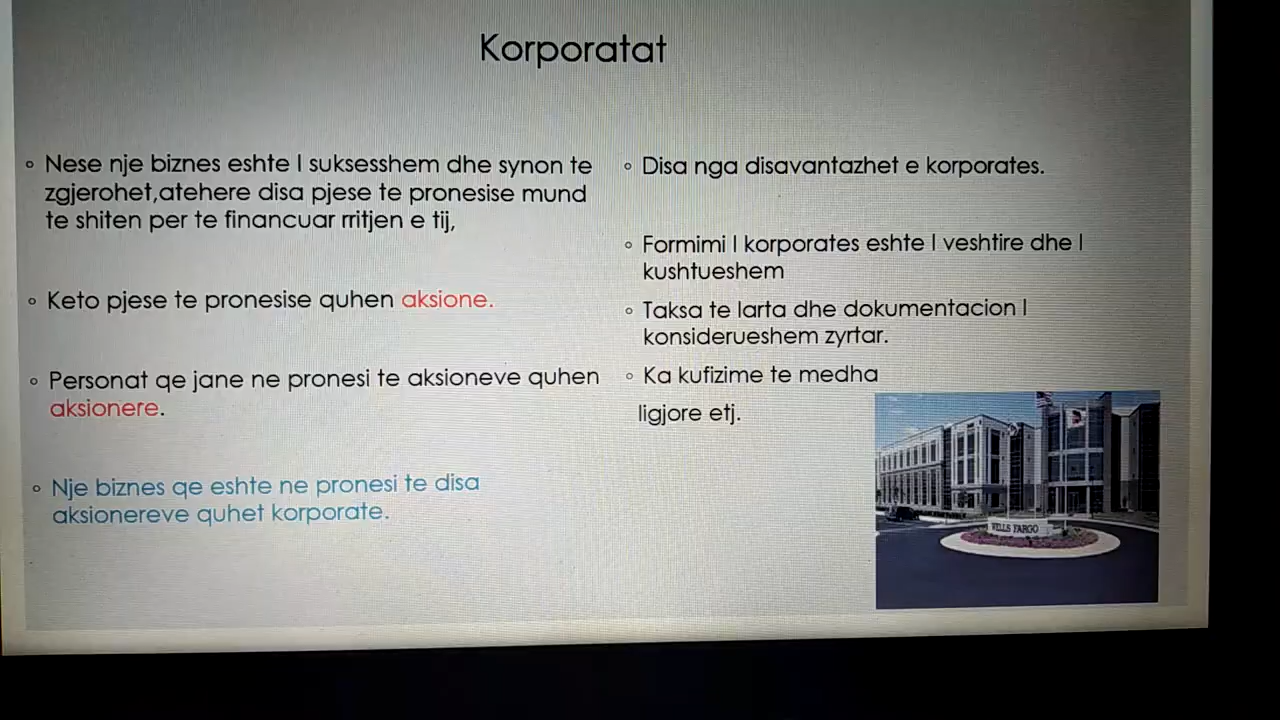 Korporatat
◦ Nese nje biznes eshte I suksesshem dhe synon te
zgjerohet,atehere disa pjese te pronesise mund
te shiten per te financuar rritjen e tij,
◦ Keto pjese te pronesise quhen aksione.
◦ Personat qe jane ne pronesi te aksioneve quhen
aksionere.
◦ Nje biznes qe eshte ne pronesi te disa
aksionereve quhet korporate.
◦ Disa nga disavantazhet e korporates.
◦ Formimi I korporates eshte I veshtire dhe I
kushtueshem
◦ Taksa te larta dhe dokumentacion I
konsiderueshem zyrtar.
◦ Ka kufizime te medha
ligjore etj.
WELLS FARGO